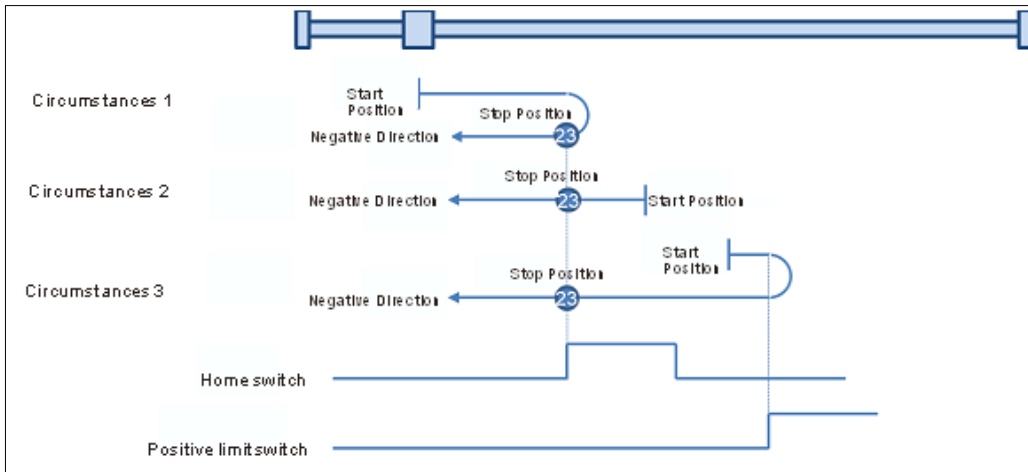 Circumstances 1
Start
Position
Stop Position
23
Negative Direction
Circumstances 2
Stop Position
Negative Direction
23
Start Position
Start
Position
Circumstances 3
Stop Position
Negative Direction
23
Home switch
Positive limitswitch